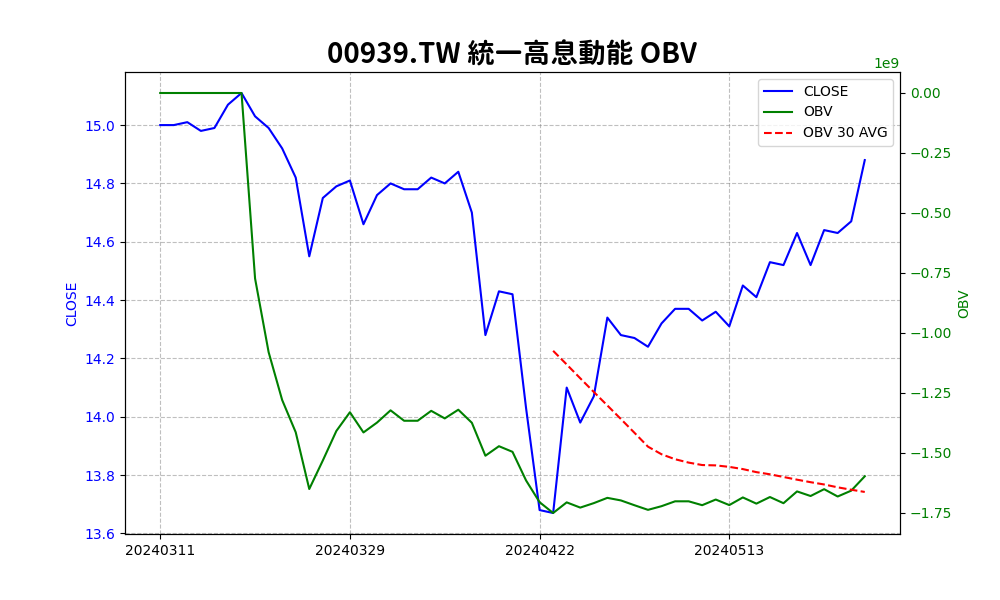 00939.TW 統一高息動能 OBV
1e9
CLOSE
OBV
OBV 30 AVG
15.0
14.8
14.6
14.4
14.2
14.0
13.8
13.6
CLOSE
0.00
−0.25
−0.50
−0.75
−1.00
−1.25
−1.50
−1.75
OBV
20240311
20240329
20240422
20240513